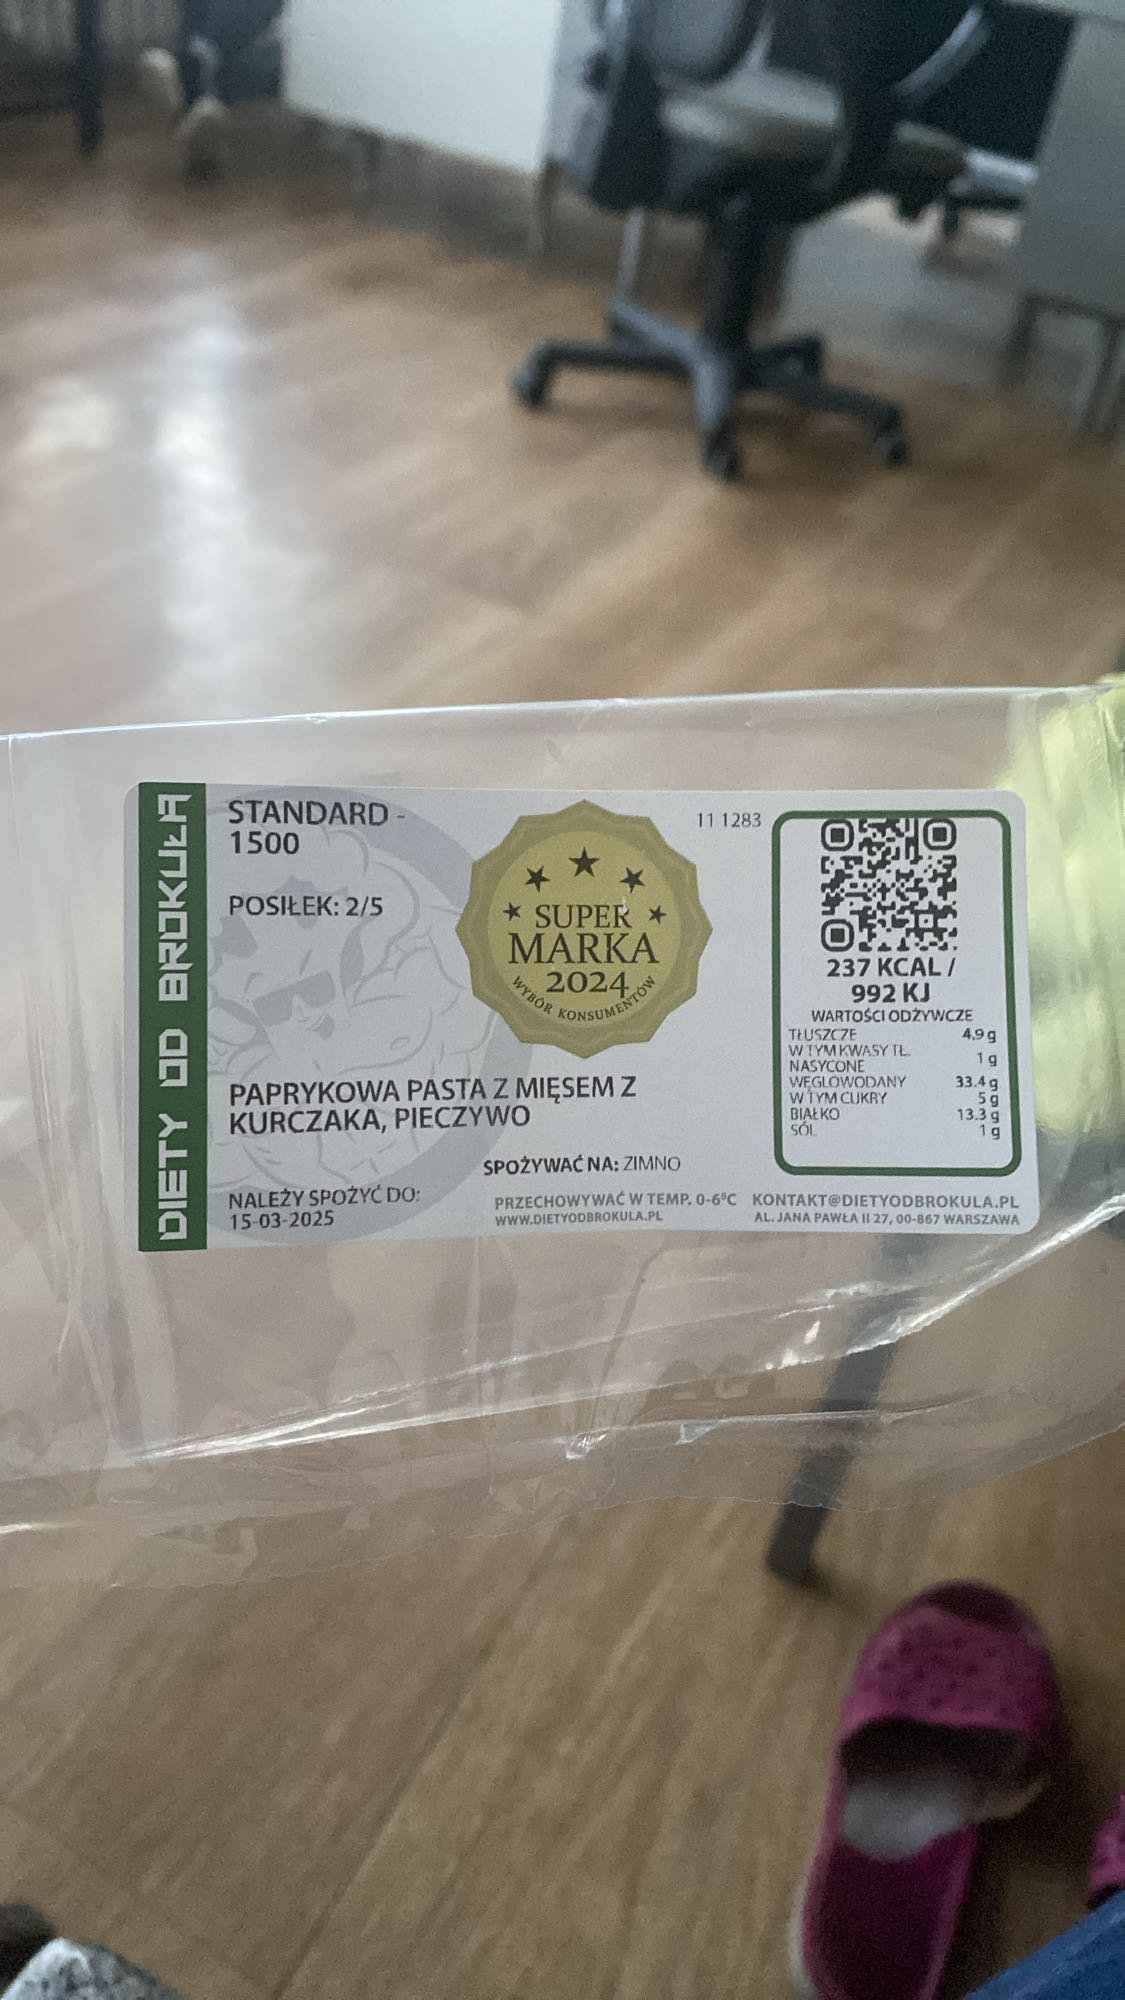 DIETY OD BROKUŁA
STANDARD -
1500
POSIŁEK: 2/5
SUPER
MARKA
2024
WYBÓR KONSUMENTÓW
11 1283
PAPRYKOWA PASTA Z MIĘSEM Z
KURCZAKA, PIECZYWO
SPOŻYWAĆ NA: ZIMNO
NALEŻY SPOŻYĆ DO:
15-03-2025
PRZECHOWYWAĆ W TEMP. 0-6°C
WWW.DIETYODBROKULA.PL
237 KCAL /
992 KJ
WARTOŚCI ODŻYWCZE
TŁUSZCZE 4.9 g
W TYM KWASY TŁ.
NASYCONE 1 g
WĘGLOWODANY 33.4 g
W TYM CUKRY 5 g
BIAŁKO 13.3 g
SÓL 1 g
KONTAKT@DIETYODBROKULA.PL
AL. JANA PAWŁA II 27, 00-867 WARSZAWA